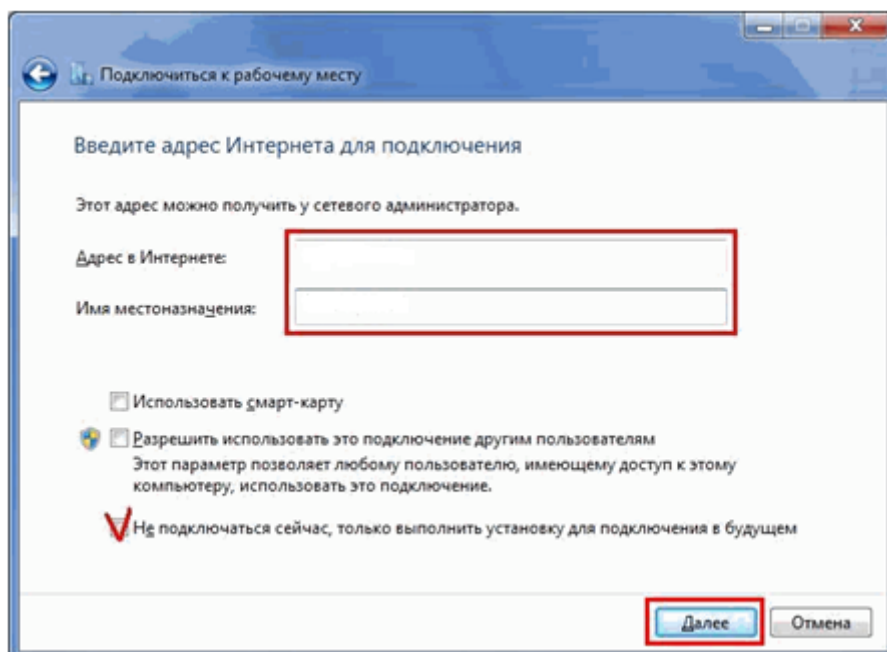 Подключиться к рабочему месту
Введите адрес Интернета для подключения
Этот адрес можно получить у сетевого администратора.
Адрес в Интернете:
Имя местоназначения:
Использовать смарт-карту
Разрешить использовать это подключение другим пользователям
Этот параметр позволяет любому пользователю, имеющему доступ к этому
компьютеру, использовать это подключение.
Не подключаться сейчас, только выполнить установку для подключения в будущем
Далее
Отмена